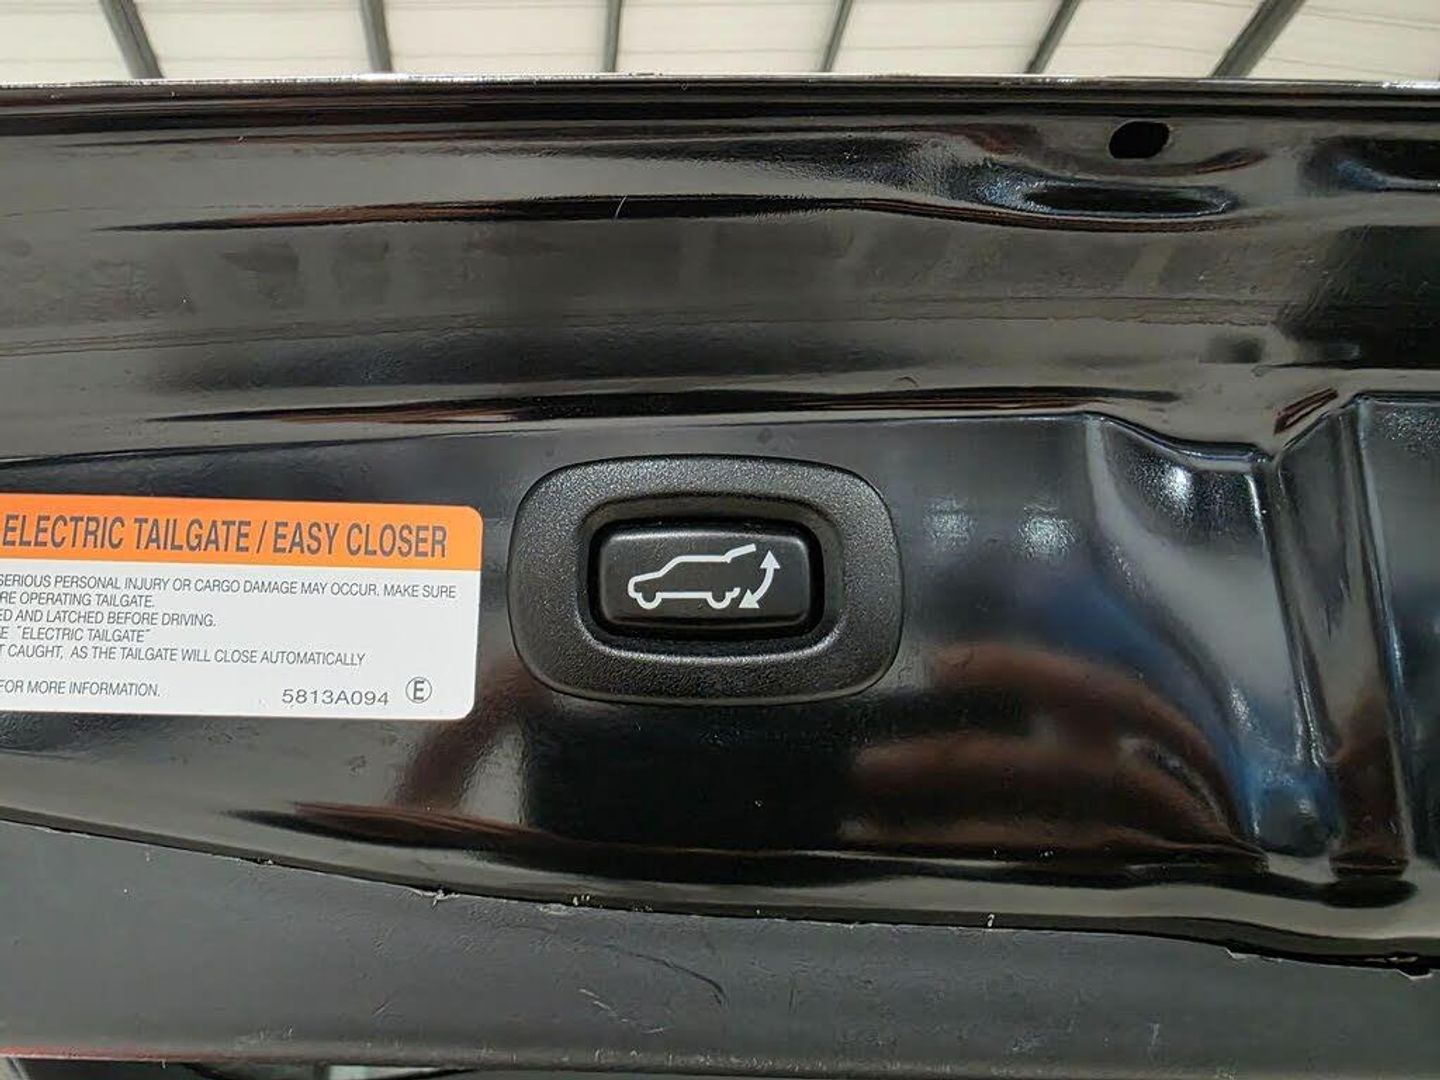 ELECTRIC TAILGATE / EASY CLOSER
SERIOUS PERSONAL INJURY OR CARGO DAMAGE MAY OCCUR. MAKE SURE
RE OPERATING TAILGATE.
ED AND LATCHED BEFORE DRIVING.
E "ELECTRIC TAILGATE"
T CAUGHT, AS THE TAILGATE WILL CLOSE AUTOMATICALLY
FOR MORE INFORMATION.
5813A094 Ⓔ